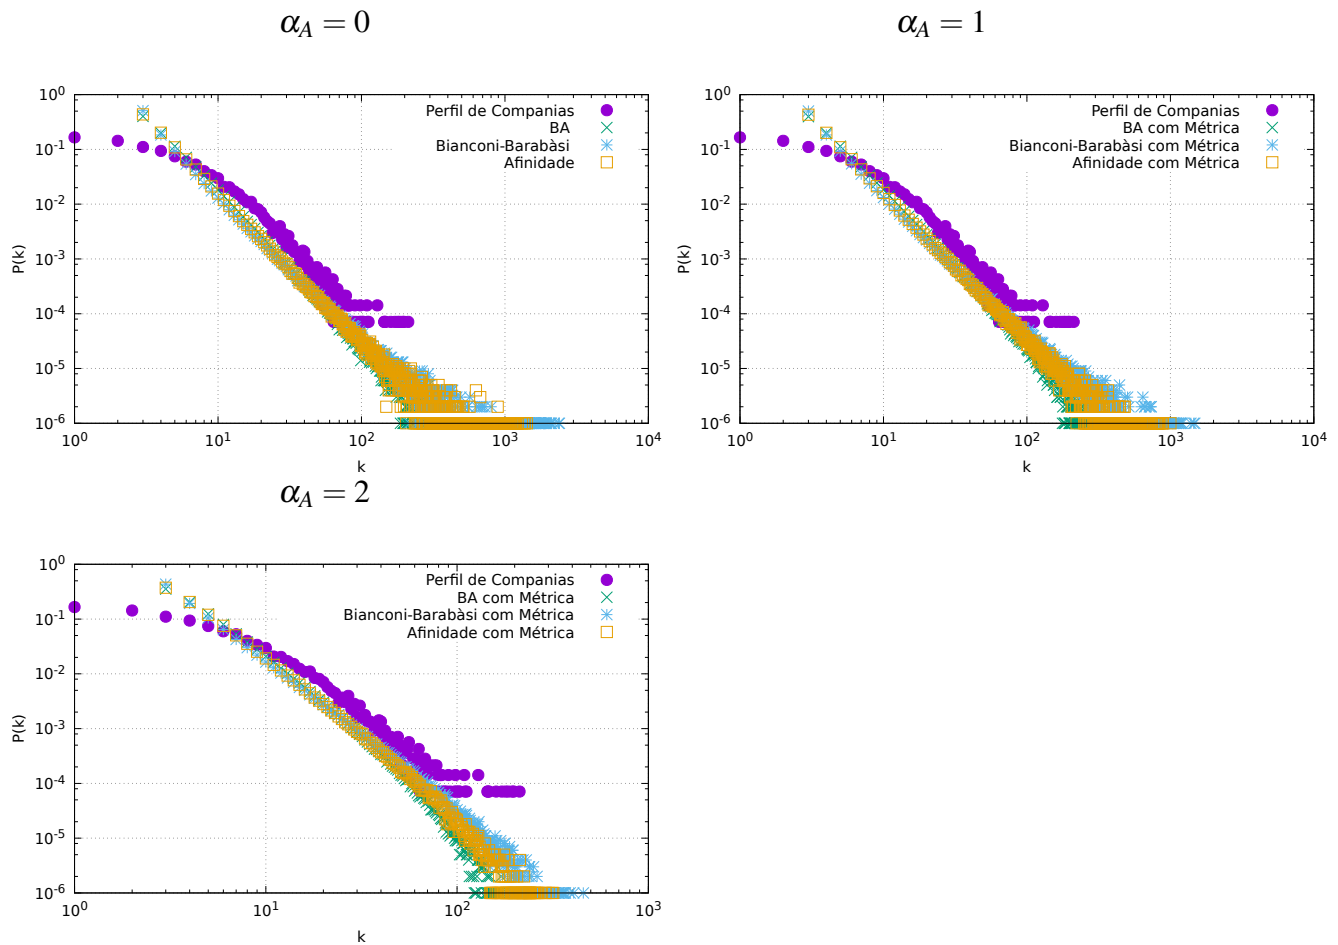 α_A = 0
10^0
10^-1
10^-2
10^-3
10^-4
10^-5
10^-6
P(k)
Perfil de Companias
BA
Bianconi-Barabàsi
Afinidade
10^0 10^1 10^2 10^3 10^4
k
α_A = 1
10^0
10^-1
10^-2
10^-3
10^-4
10^-5
10^-6
P(k)
Perfil de Companias
BA com Métrica
Bianconi-Barabàsi com Métrica
Afinidade com Métrica
10^0 10^1 10^2 10^3 10^4
k
α_A = 2
10^0
10^-1
10^-2
10^-3
10^-4
10^-5
10^-6
P(k)
Perfil de Companias
BA com Métrica
Bianconi-Barabàsi com Métrica
Afinidade com Métrica
10^0 10^1 10^2 10^3
k